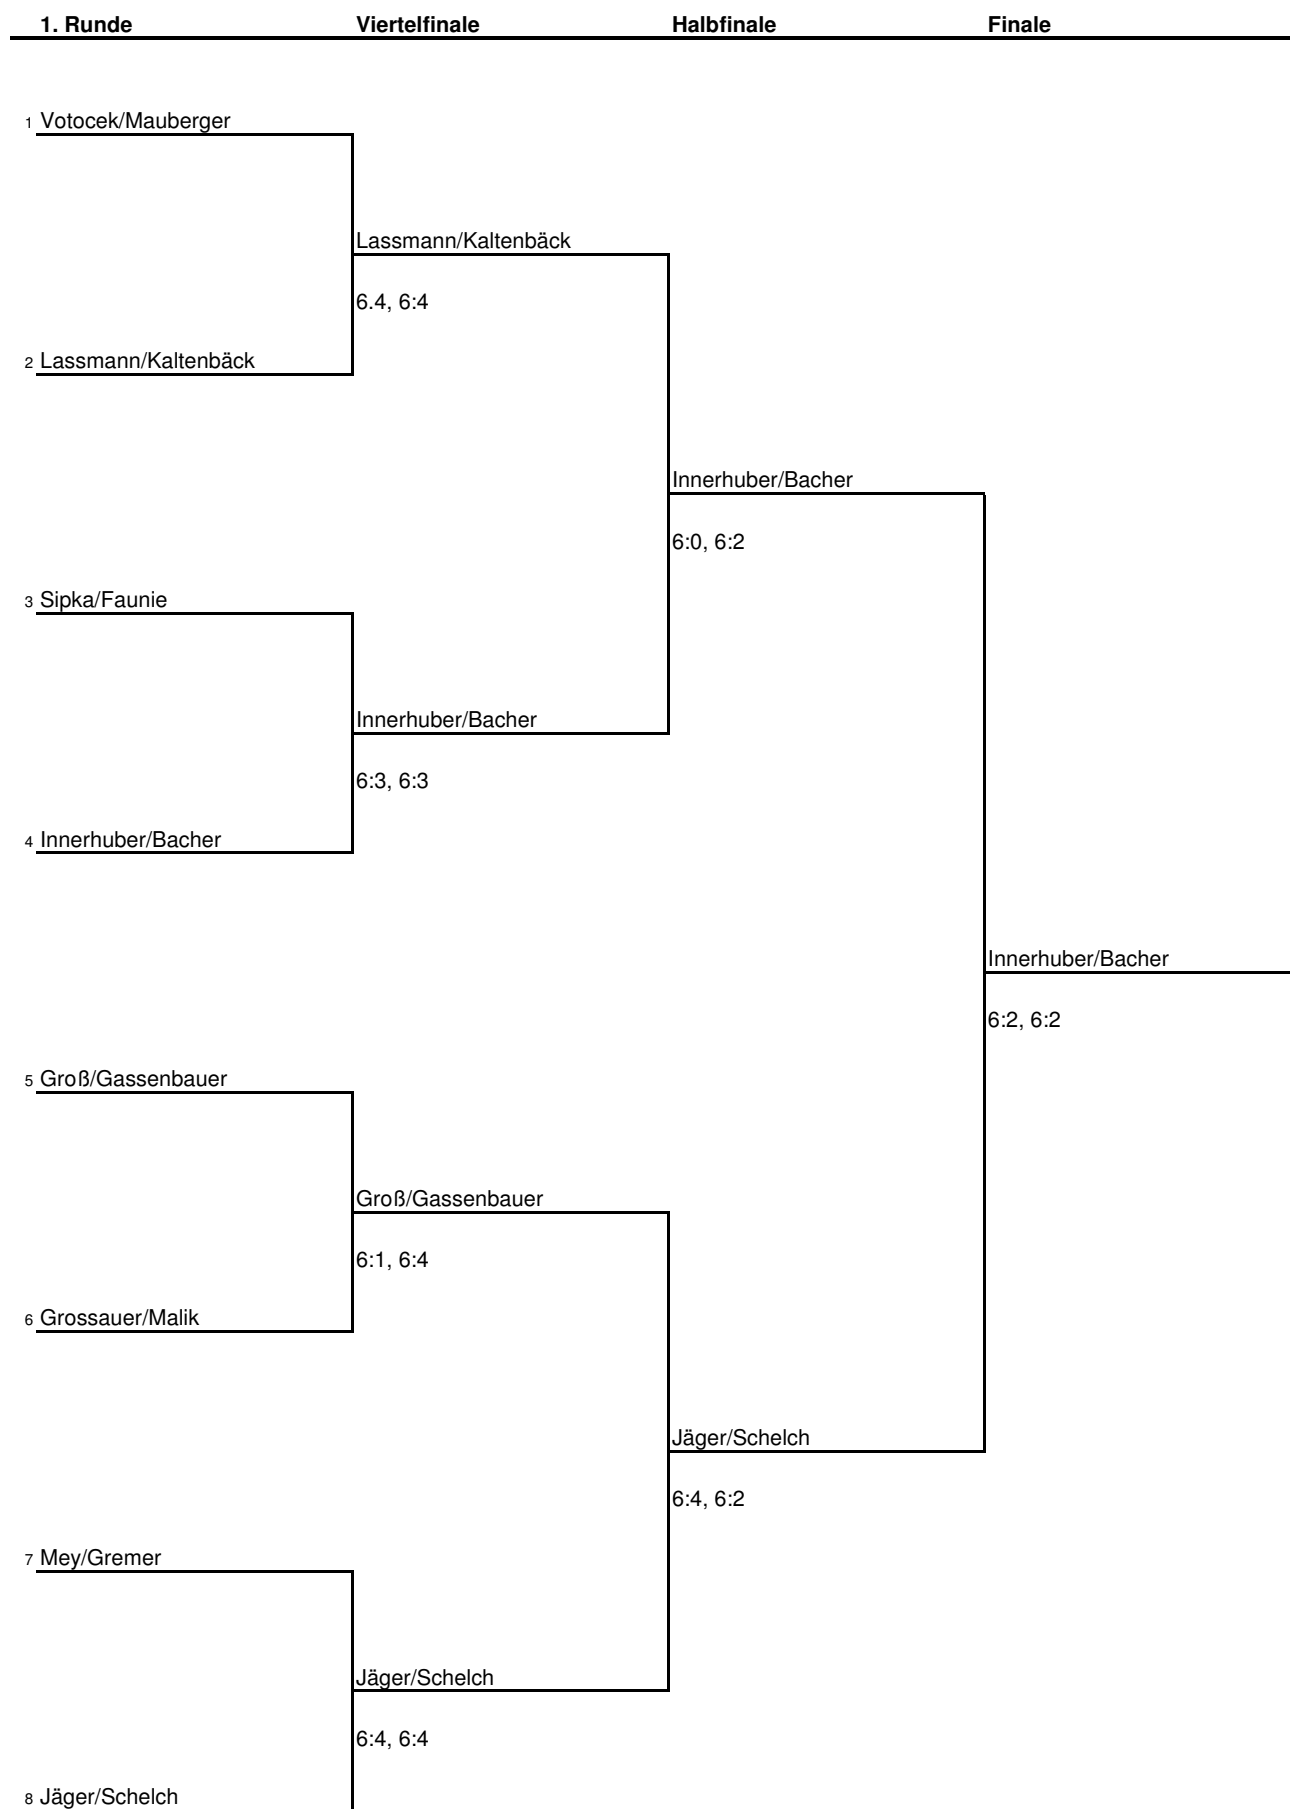 1. Runde Viertelfinale Halbfinale Finale
1 Votocek/Mauberger
Lassmann/Kaltenbäck
6.4, 6:4
2 Lassmann/Kaltenbäck
Innerhuber/Bacher
6:0, 6:2
3 Sipka/Faunie
Innerhuber/Bacher
6:3, 6:3
4 Innerhuber/Bacher
Innerhuber/Bacher
6:2, 6:2
5 Groß/Gassenbauer
Groß/Gassenbauer
6:1, 6:4
6 Grossauer/Malik
Jäger/Schelch
6:4, 6:2
7 Mey/Gremer
Jäger/Schelch
6:4, 6:4
8 Jäger/Schelch